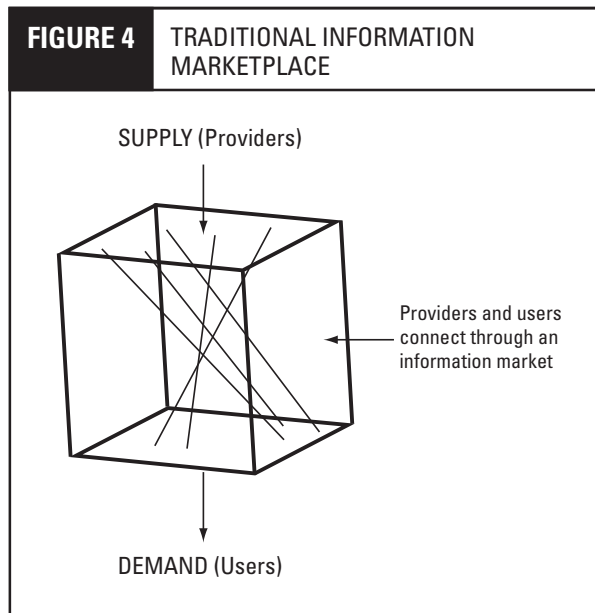 FIGURE 4
TRADITIONAL INFORMATION
MARKETPLACE
SUPPLY (Providers)
Providers and users
connect through an
information market
DEMAND (Users)